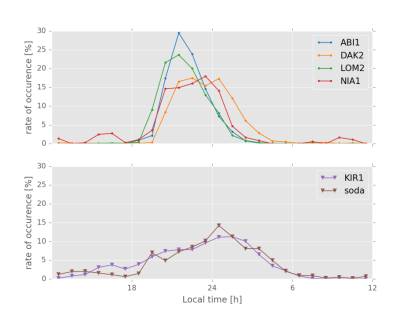 30
25
20
15
10
5
0
rate of occurence [%]
ABI1
DAK2
LOM2
NIA1
30
25
20
15
10
5
0
rate of occurence [%]
KIR1
soda
18
24
6
12
Local time [h]